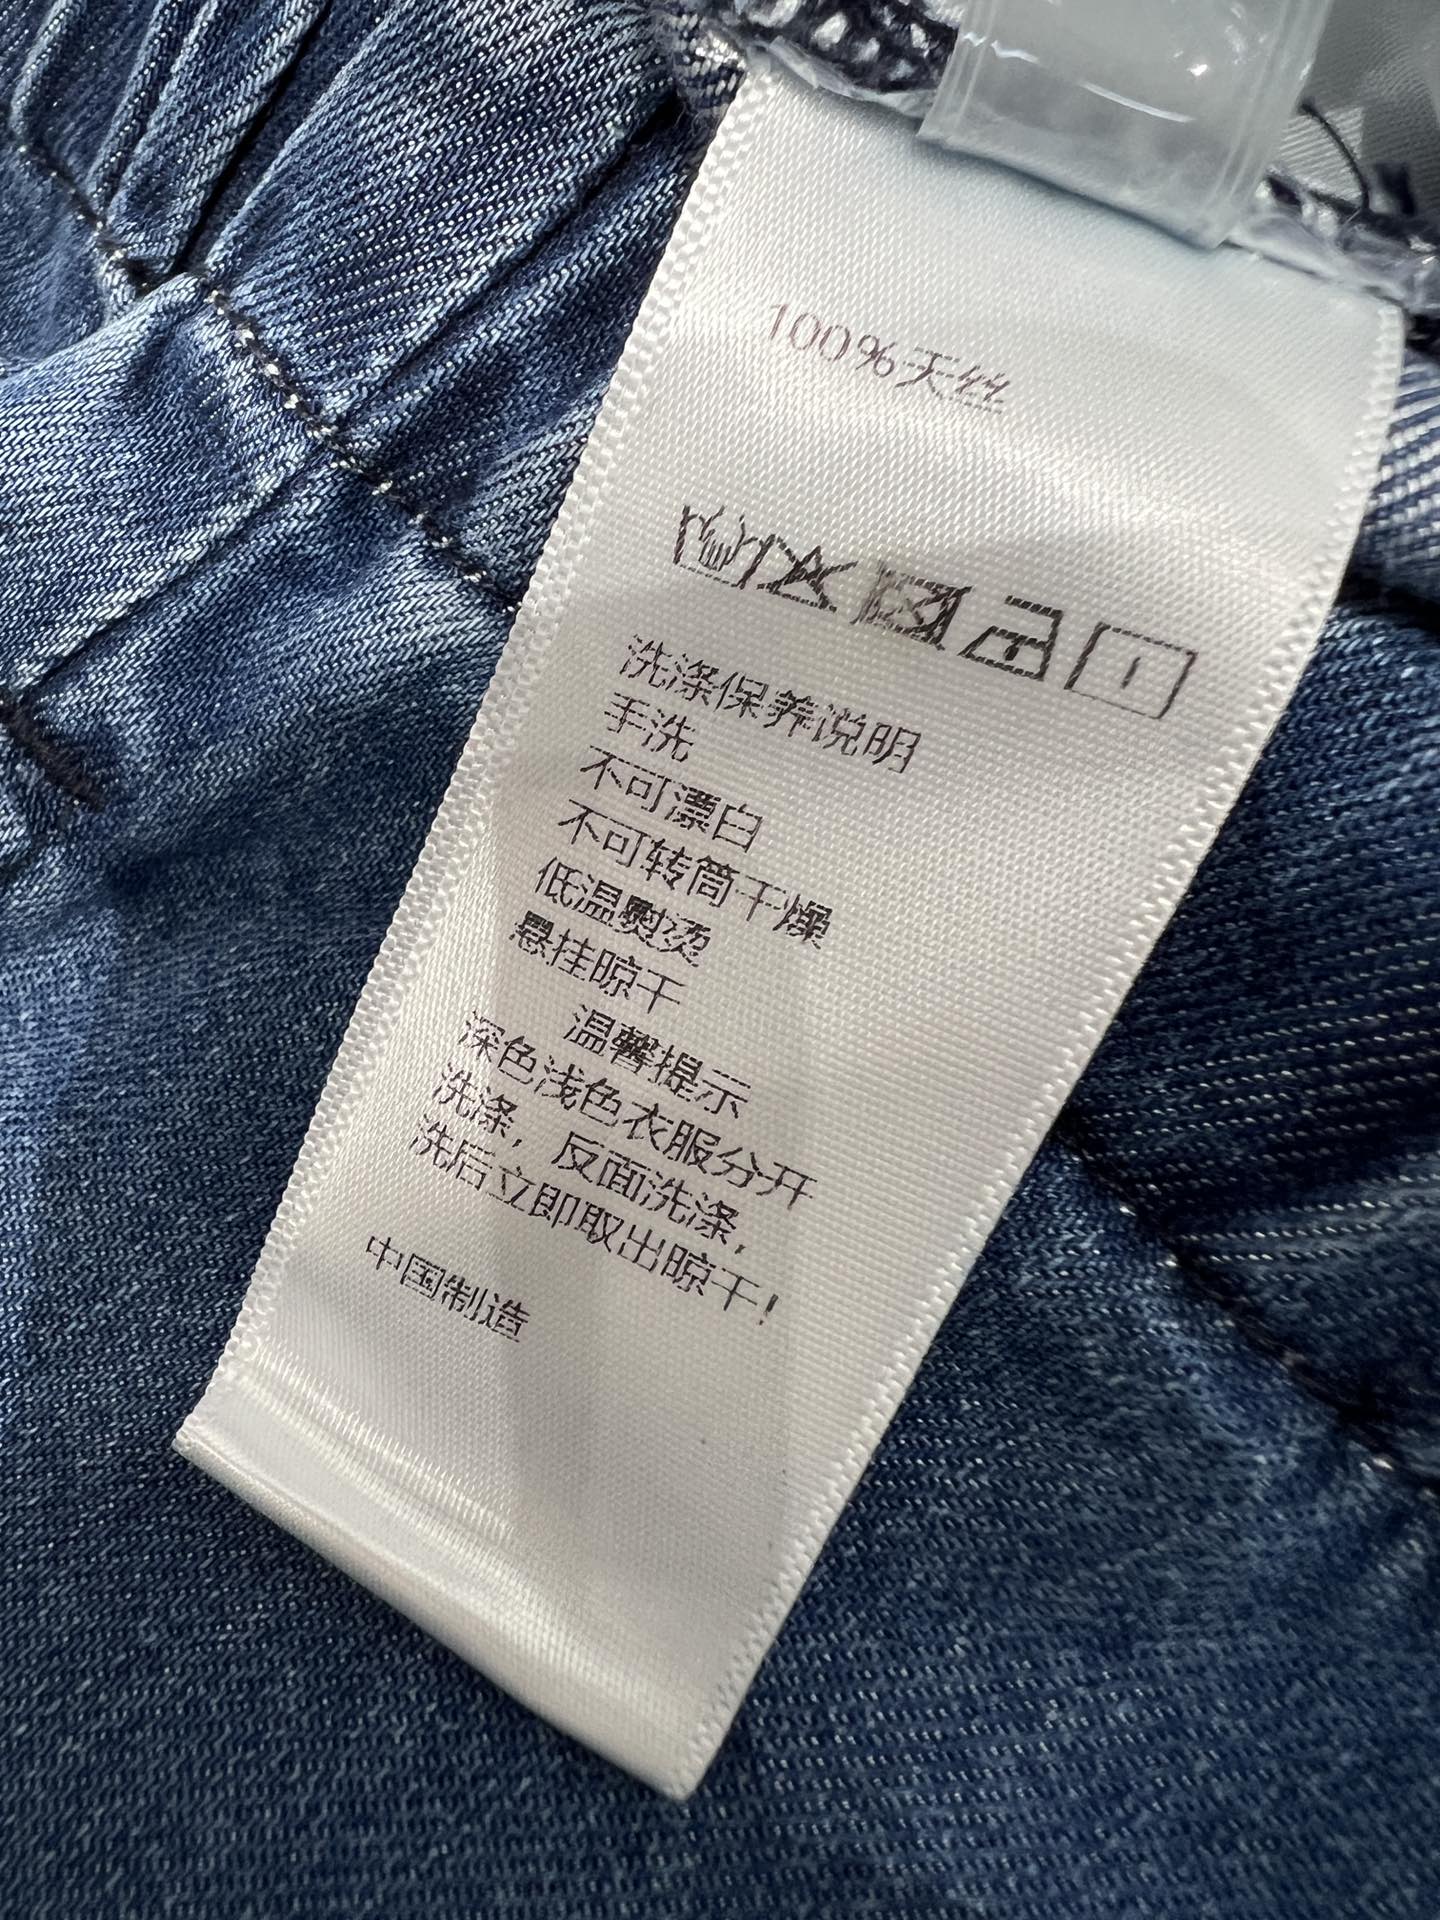 100%天丝
洗涤保养说明
手洗
不可漂白
不可转筒干燥
低温熨烫
悬挂晾干
温馨提示
深色浅色衣服分开
洗涤，反面洗涤，
洗后立即取出晾干！
中国制造